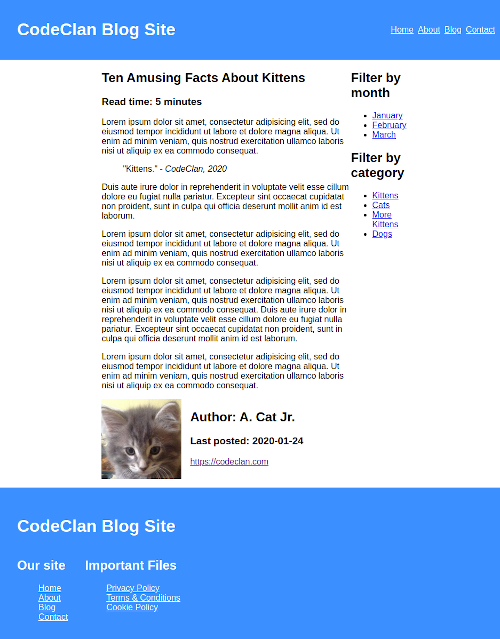 CodeClan Blog Site
Home About Blog Contact
Ten Amusing Facts About Kittens
Read time: 5 minutes
Lorem ipsum dolor sit amet, consectetur adipisicing elit, sed do
eiusmod tempor incididunt ut labore et dolore magna aliqua. Ut
enim ad minim veniam, quis nostrud exercitation ullamco laboris
nisi ut aliquip ex ea commodo consequat.
"Kittens." - CodeClan, 2020
Duis aute irure dolor in reprehenderit in voluptate velit esse cillum
dolore eu fugiat nulla pariatur. Excepteur sint occaecat cupidatat
non proident, sunt in culpa qui officia deserunt mollit anim id est
laborum.
Lorem ipsum dolor sit amet, consectetur adipisicing elit, sed do
eiusmod tempor incididunt ut labore et dolore magna aliqua. Ut
enim ad minim veniam, quis nostrud exercitation ullamco laboris
nisi ut aliquip ex ea commodo consequat.
Lorem ipsum dolor sit amet, consectetur adipisicing elit, sed do
eiusmod tempor incididunt ut labore et dolore magna aliqua. Ut
enim ad minim veniam, quis nostrud exercitation ullamco laboris
nisi ut aliquip ex ea commodo consequat. Duis aute irure dolor in
reprehenderit in voluptate velit esse cillum dolore eu fugiat nulla
pariatur. Excepteur sint occaecat cupidatat non proident, sunt in
culpa qui officia deserunt mollit anim id est laborum.
Lorem ipsum dolor sit amet, consectetur adipisicing elit, sed do
eiusmod tempor incididunt ut labore et dolore magna aliqua. Ut
enim ad minim veniam, quis nostrud exercitation ullamco laboris
nisi ut aliquip ex ea commodo consequat.
Author: A. Cat Jr.
Last posted: 2020-01-24
https://codeclan.com
Filter by
month
January
February
March
Filter by
category
Kittens
Cats
More
Kittens
Dogs
CodeClan Blog Site
Our site
Home
About
Blog
Contact
Important Files
Privacy Policy
Terms & Conditions
Cookie Policy